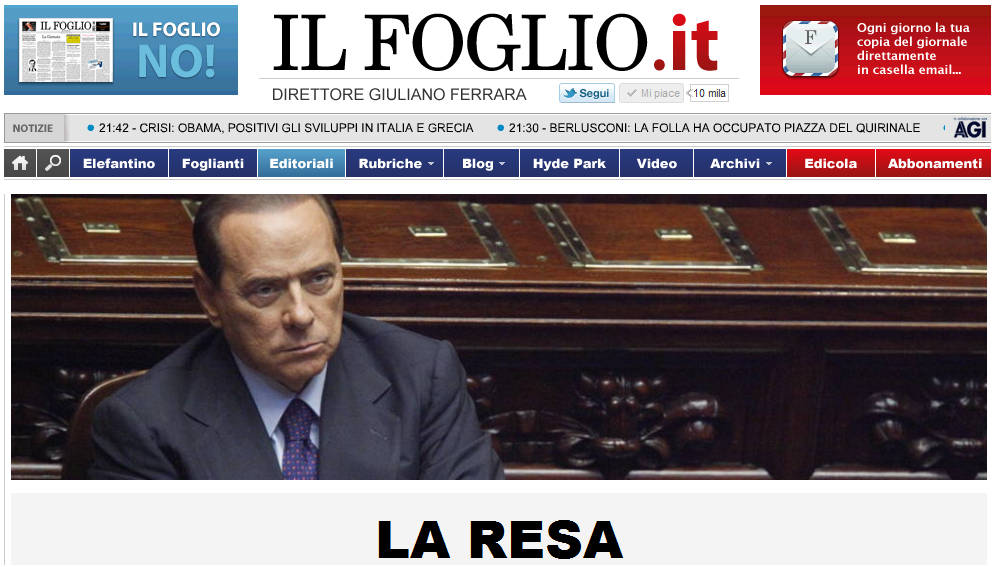 IL FOGLIO
NO!
IL FOGLIO.it
DIRETTORE GIULIANO FERRARA
Segui
Mi piace
10 mila
F
Ogni giorno la tua
copia del giornale
direttamente
in casella email...
NOTIZIE
21:42 - CRISI: OBAMA, POSITIVI GLI SVILUPPI IN ITALIA E GRECIA
21:30 - BERLUSCONI: LA FOLLA HA OCCUPATO PIAZZA DEL QUIRINALE
AGI
Elefantino
Foglianti
Editoriali
Rubriche
Blog
Hyde Park
Video
Archivi
Edicola
Abbonamenti
LA RESA